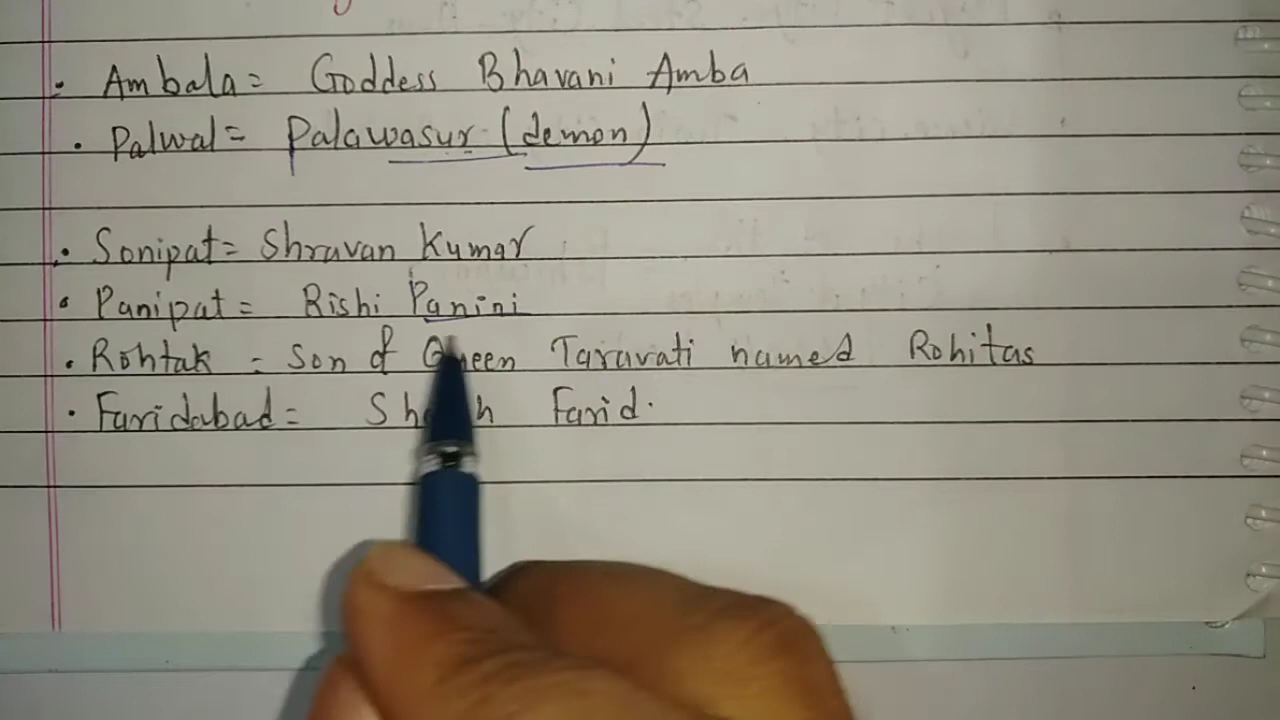 • Ambala = Goddess Bhavani Amba
• Palwal = Palawasur (demon)
• Sonipat = Shravan Kumar
• Panipat = Rishi Panini
• Rohtak = Son of Queen Taravati named Rohitas
• Faridabad = Farid.